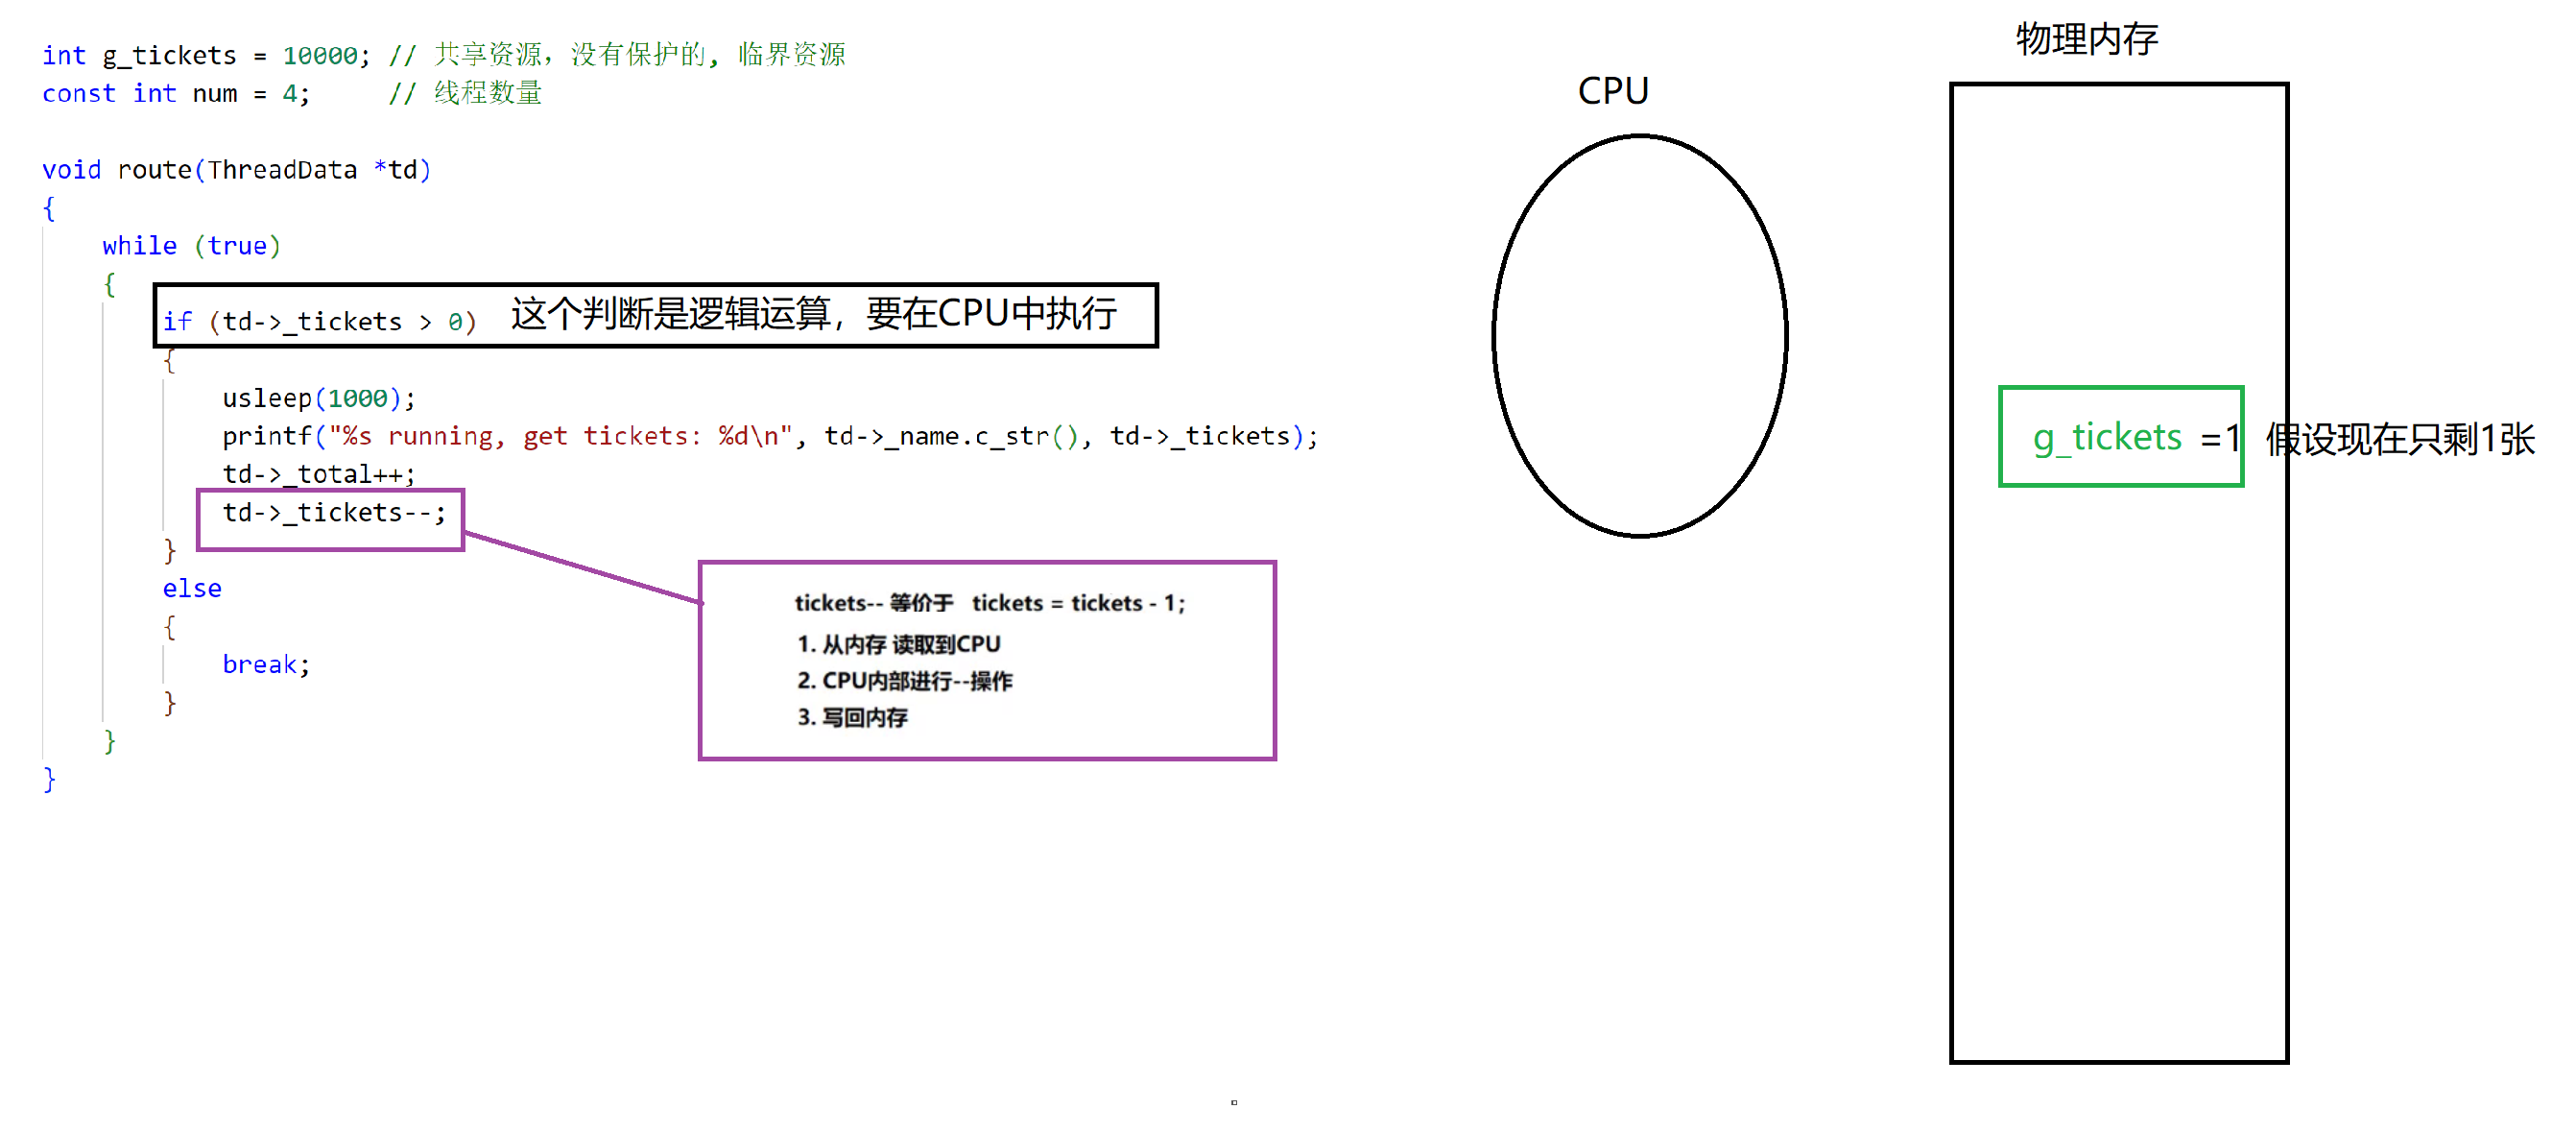 int g_tickets = 10000; // 共享资源，没有保护的, 临界资源
const int num = 4;     // 线程数量
void route(ThreadData *td)
{
while (true)
{
if (td->_tickets > 0) 这个判断是逻辑运算，要在CPU中执行
{
usleep(1000);
printf("%s running, get tickets: %d\n", td->_name.c_str(), td->_tickets);
td->_total++;
td->_tickets--;
}
else
{
break;
}
}
}
tickets-- 等价于 tickets = tickets - 1;
1. 从内存 读取到CPU
2. CPU内部进行--操作
3. 写回内存
CPU
物理内存
g_tickets =1 假设现在只剩1张